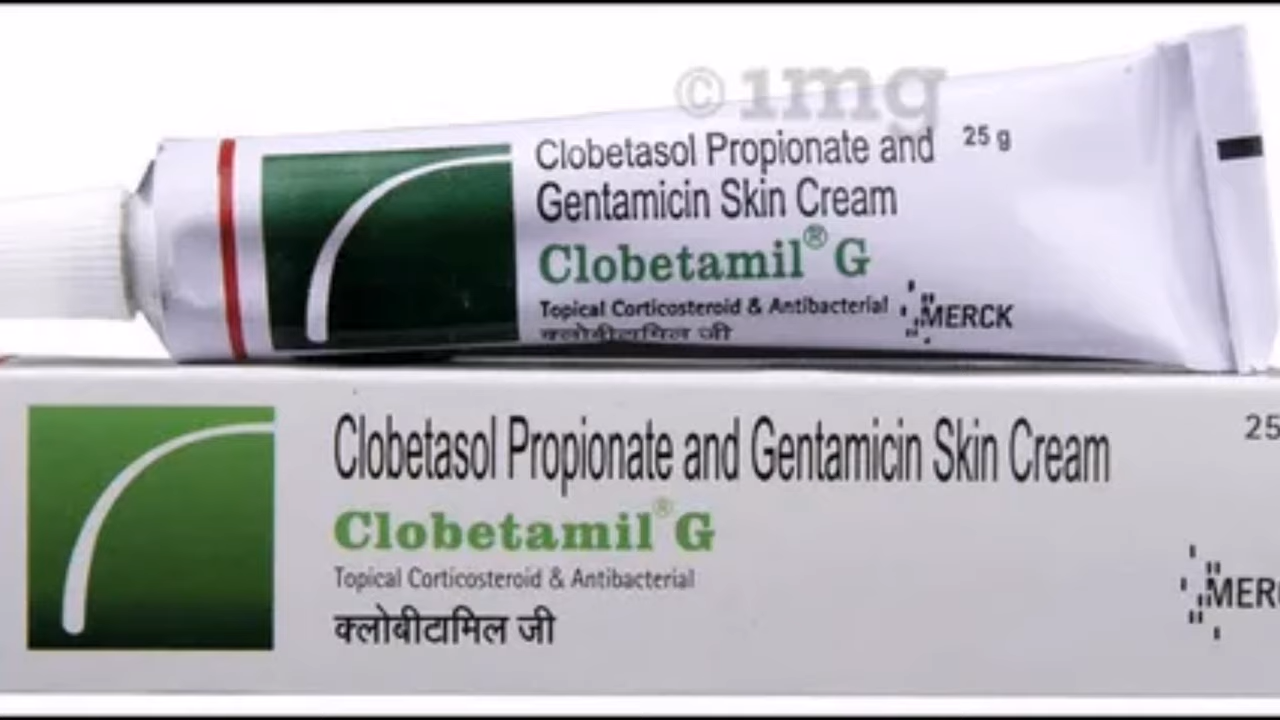 © 1mg
Clobetasol Propionate and 25 g
Gentamicin Skin Cream
Clobetamil® G
Topical Corticosteroid & Antibacterial
क्लोबीटामिल जी
MERCK
Clobetasol Propionate and Gentamicin Skin Cream
25
Clobetamil® G
Topical Corticosteroid & Antibacterial
क्लोबीटामिल जी
MER